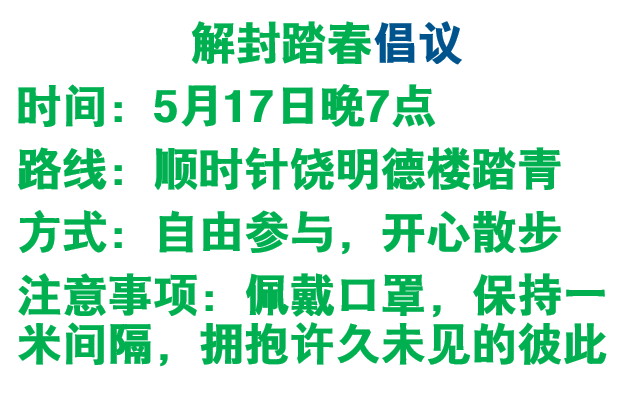 解封踏春倡议
时间：5月17日晚7点
路线：顺时针饶明德楼踏青
方式：自由参与，开心散步
注意事项：佩戴口罩，保持一
米间隔，拥抱许久未见的彼此